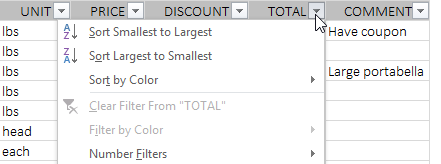 UNIT PRICE DISCOUNT TOTAL COMMENT
lbs Sort Smallest to Largest Have coupon
lbs Sort Largest to Smallest
lbs Sort by Color Large portabella
lbs
lbs Clear Filter From "TOTAL"
head Filter by Color
each Number Filters